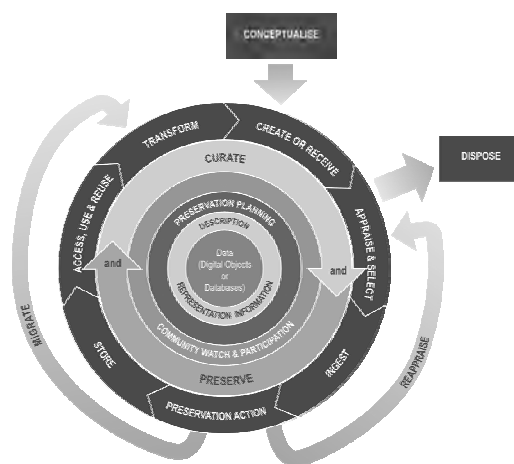 CONCEPTUALISE
DISPOSE
TRANSFORM
CREATE OR RECEIVE
APPRAISE & SELECT
INGEST
PRESERVATION ACTION
STORE
ACCESS, USE & REUSE
CURATE
and
and
PRESERVE
COMMUNITY WATCH & PARTICIPATION
PRESERVATION PLANNING
DESCRIPTION
REPRESENTATION INFORMATION
Data
(Digital Objects
or
Databases)
MIGRATE
REAPPRAISE